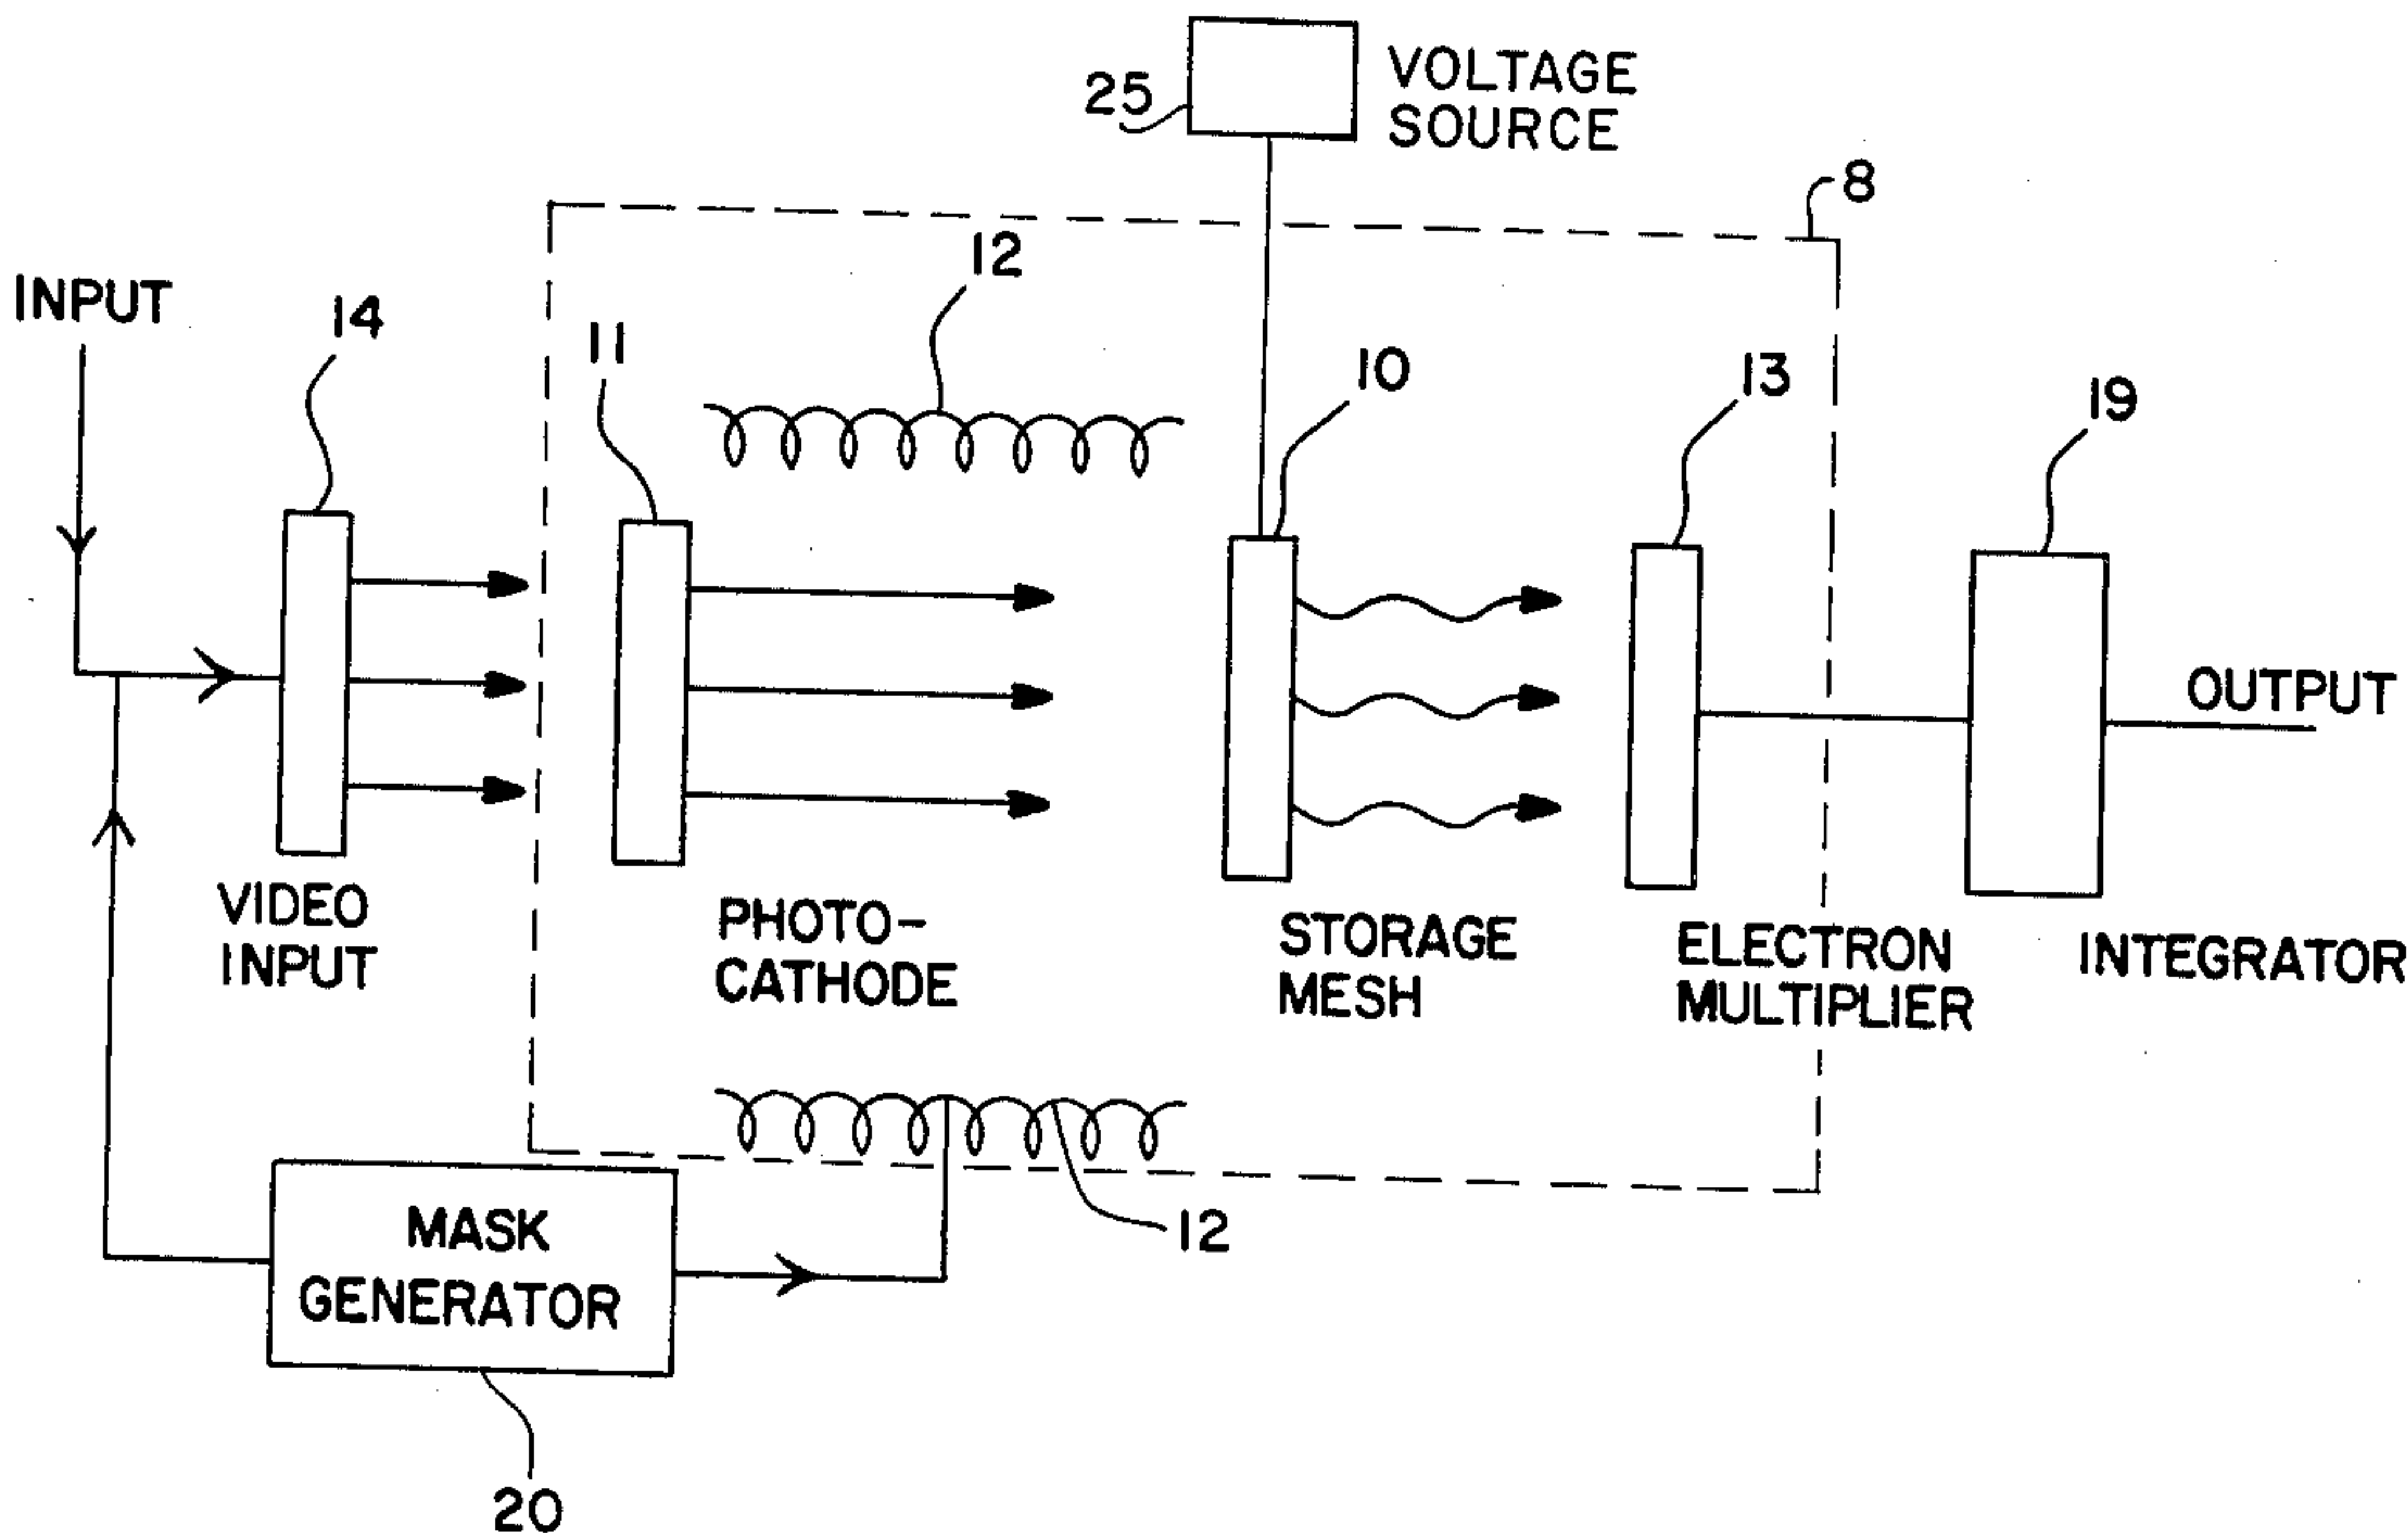 25
VOLTAGE
SOURCE
8
12
INPUT
14
11
10
13
19
OUTPUT
VIDEO
INPUT
PHOTO-
CATHODE
STORAGE
MESH
ELECTRON
MULTIPLIER
INTEGRATOR
MASK
GENERATOR
12
20